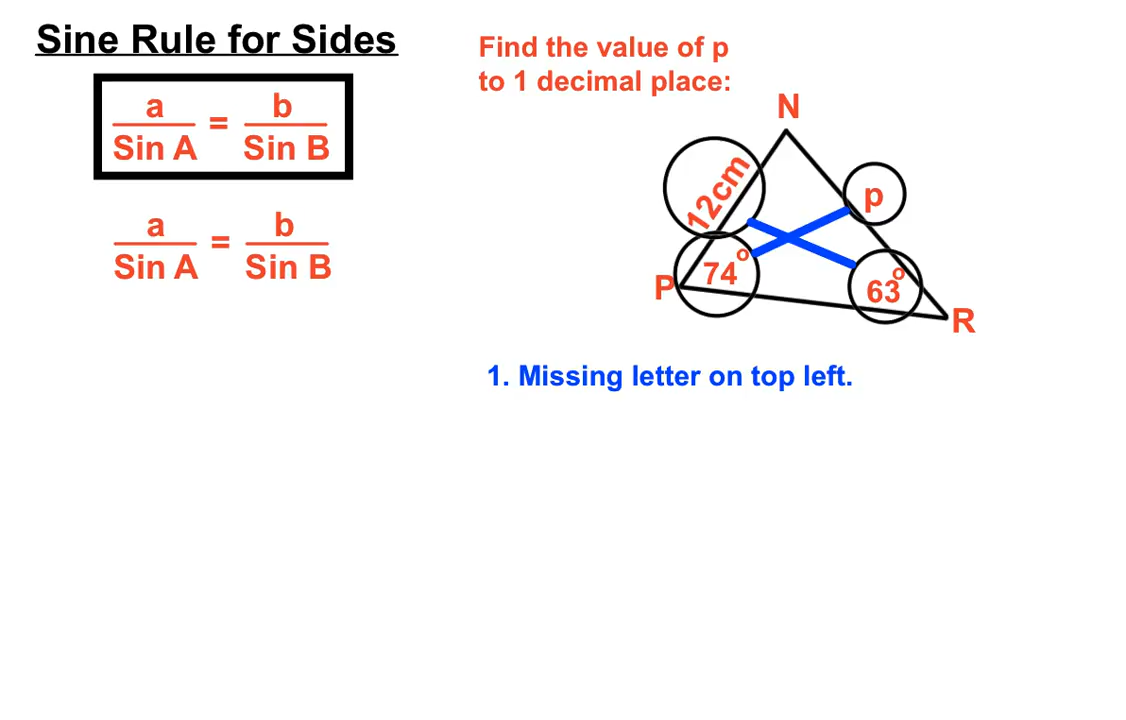 Sine Rule for Sides
a / Sin A = b / Sin B
a / Sin A = b / Sin B
Find the value of p
to 1 decimal place:
N
12cm
p
74°
63°
P
R
1. Missing letter on top left.